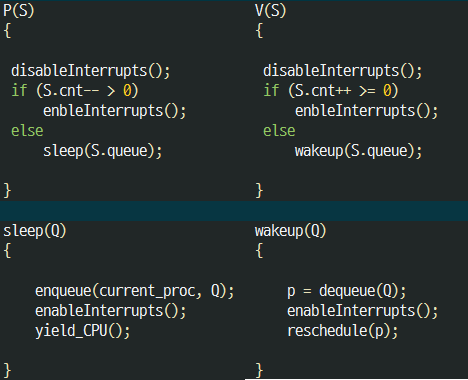 P(S)
{
disableInterrupts();
if (S.cnt-- > 0)
enbleInterrupts();
else
sleep(S.queue);
}
V(S)
{
disableInterrupts();
if (S.cnt++ >= 0)
enbleInterrupts();
else
wakeup(S.queue);
}
sleep(Q)
{
enqueue(current_proc, Q);
enableInterrupts();
yield_CPU();
}
wakeup(Q)
{
p = dequeue(Q);
enableInterrupts();
reschedule(p);
}